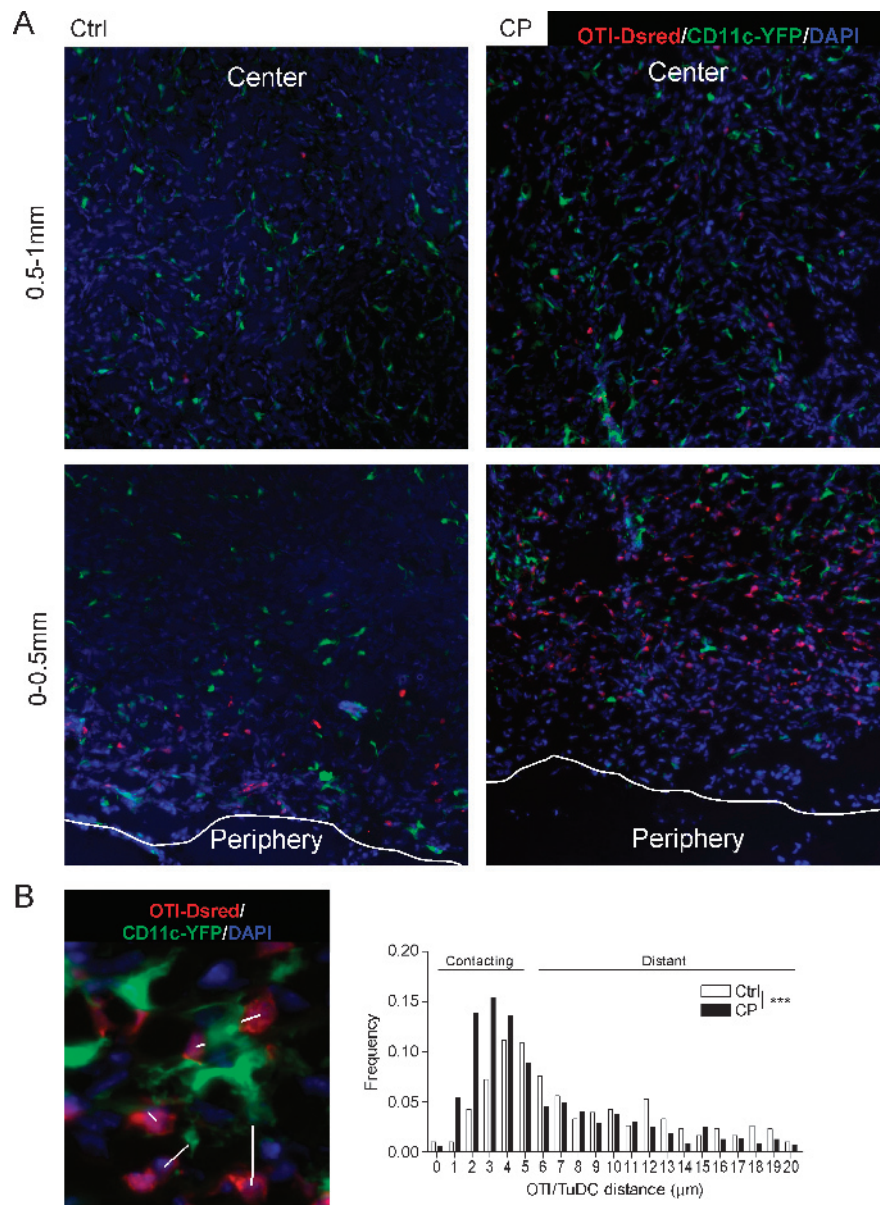 A
Ctrl
CP
OTI-Dsred/CD11c-YFP/DAPI
Center
Center
0.5-1mm
0-0.5mm
Periphery
Periphery
B
OTI-Dsred/
CD11c-YFP/DAPI
0.20
0.15
0.10
0.05
0.00
Frequency
Contacting
Distant
Ctrl
CP
***
0 1 2 3 4 5 6 7 8 9 10 11 12 13 14 15 16 17 18 19 20
OTI/TuDC distance (μm)